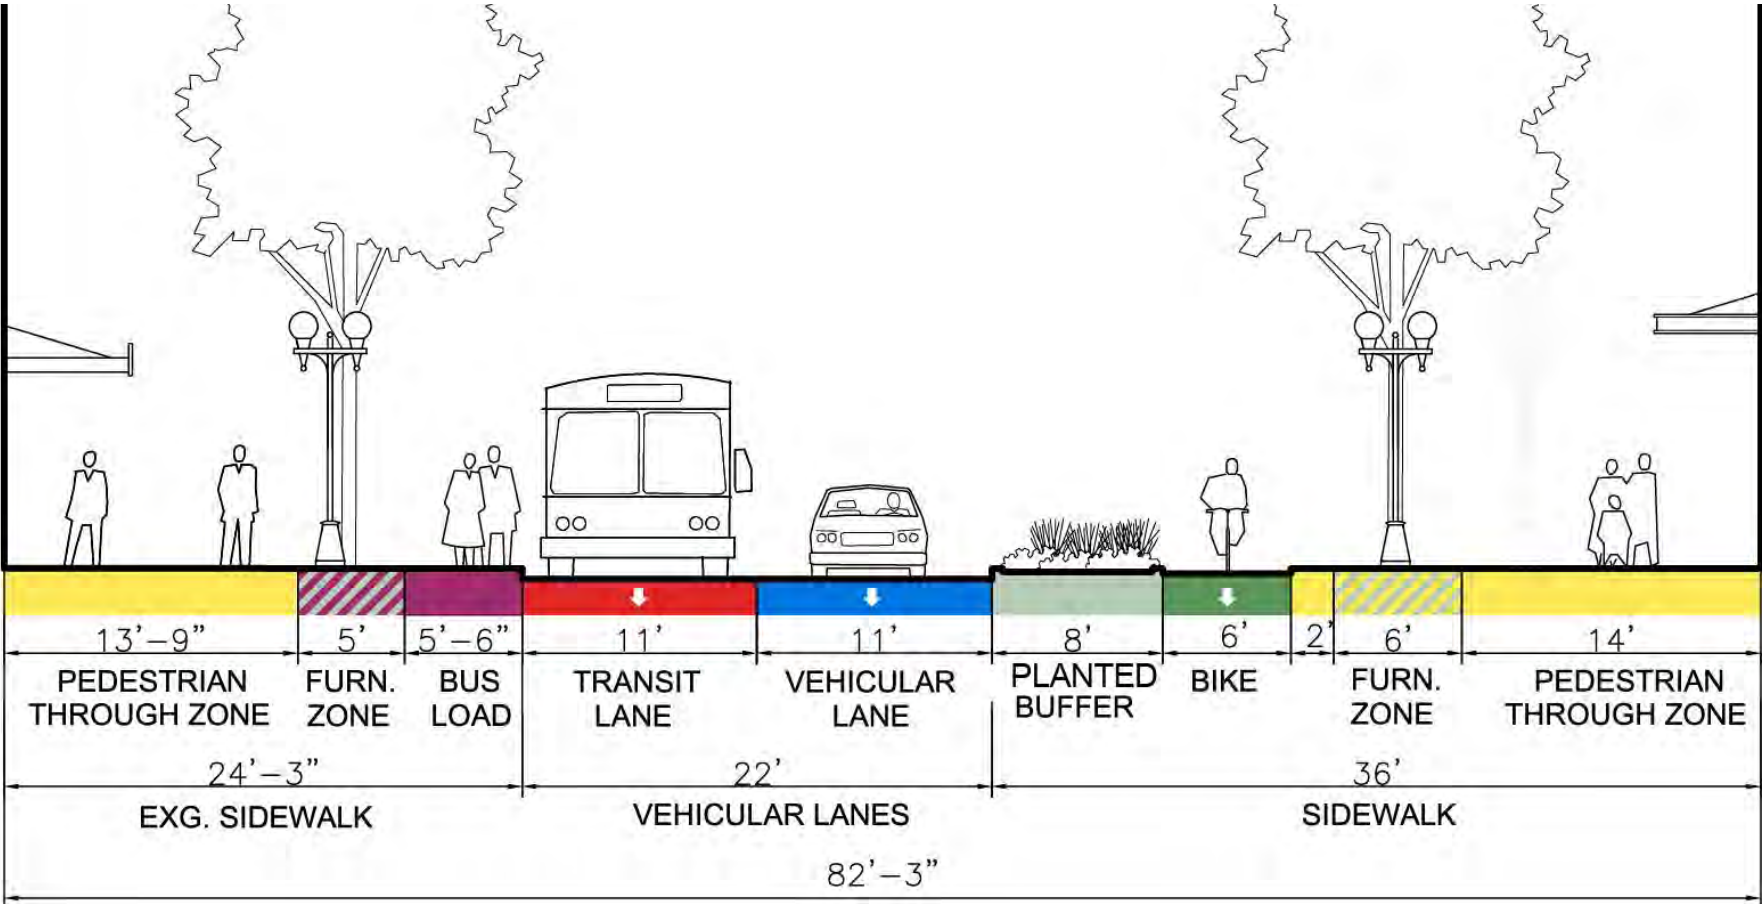 13'-9" 5' 5'-6" 11' 11' 8' 6' 2' 6' 14'
PEDESTRIAN
THROUGH ZONE
FURN.
ZONE
BUS
LOAD
TRANSIT
LANE
VEHICULAR
LANE
PLANTED
BUFFER
BIKE
FURN.
ZONE
PEDESTRIAN
THROUGH ZONE
24'-3" 22' 36'
EXG. SIDEWALK
VEHICULAR LANES
SIDEWALK
82'-3"